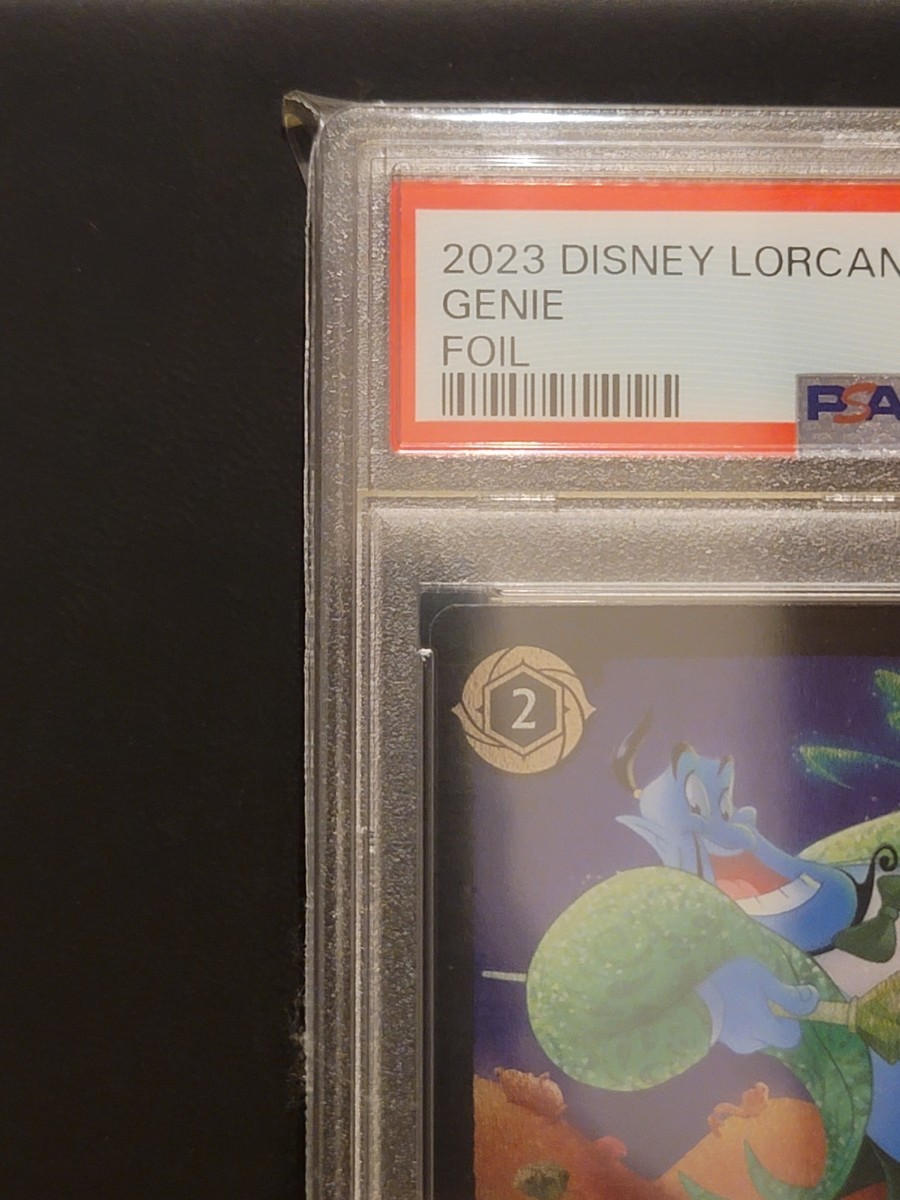 2023 DISNEY LORCAN
GENIE
FOIL
PSA
2